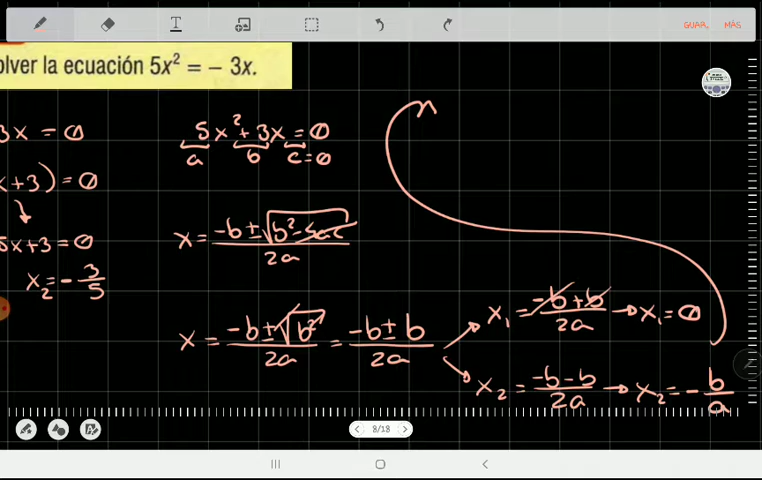 GUAR. MÁS
olver la ecuación 5x² = – 3x.
3x = 0
x + 3) = 0
5x + 3 = 0
x₂ = - 3/5
5x² + 3x = 0
a b c = 0
x = (-b ± √(b² - 4ac))/2a
x = (-b ± √b²)/2a = (-b ± b)/2a
x₁ = (-b + b)/2a → x₁ = 0
x₂ = (-b - b)/2a → x₂ = - b/a
8/18